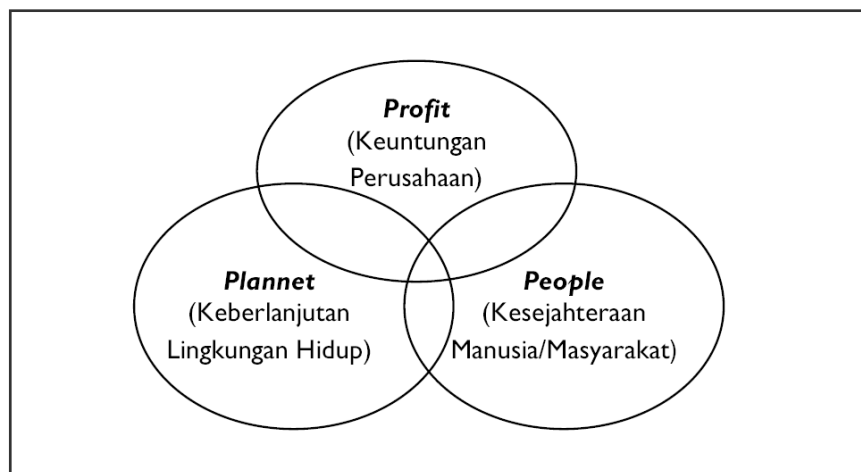 Profit
(Keuntungan
Perusahaan)
Plannet
(Keberlanjutan
Lingkungan Hidup)
People
(Kesejahteraan
Manusia/Masyarakat)